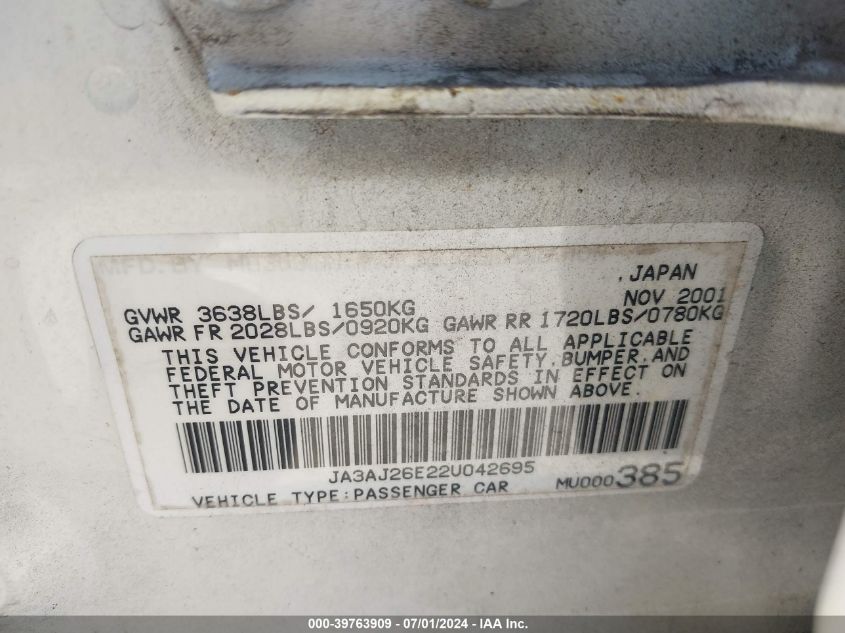 MFD. BY
.JAPAN
NOV 2001
GVWR 3638LBS/ 1650KG
GAWR FR 2028LBS/0920KG GAWR RR 1720LBS/0780KG
THIS VEHICLE CONFORMS TO ALL APPLICABLE
FEDERAL MOTOR VEHICLE SAFETY,BUMPER,AND
THEFT PREVENTION STANDARDS IN EFFECT ON
THE DATE OF MANUFACTURE SHOWN ABOVE.
JA3AJ26E22U042695
VEHICLE TYPE:PASSENGER CAR MU000385
000-39763909 - 07/01/2024 - IAA Inc.